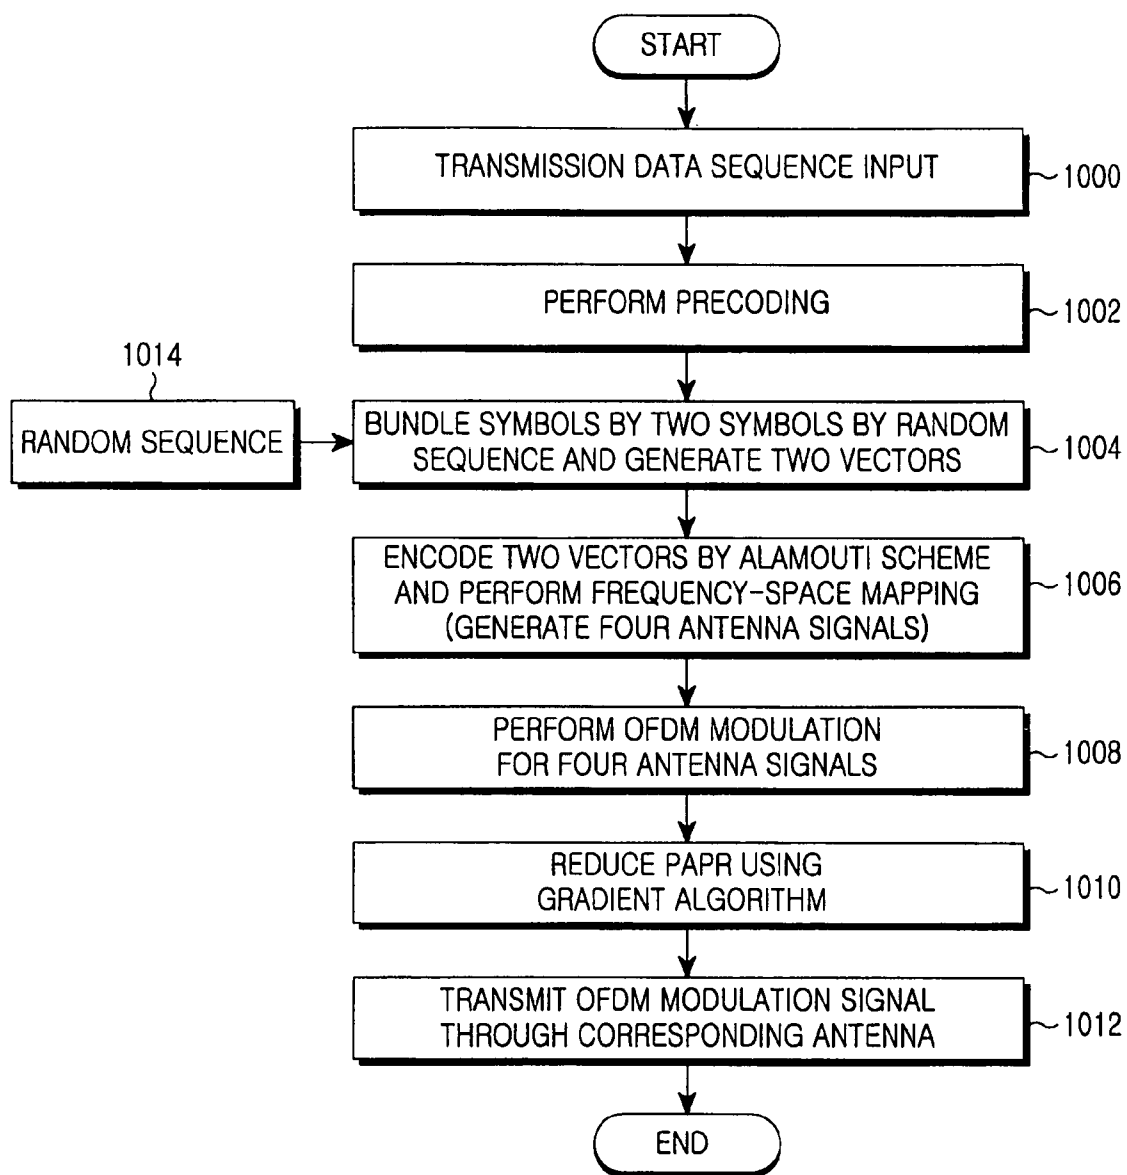 START
TRANSMISSION DATA SEQUENCE INPUT
1000
PERFORM PRECODING
1002
1014
RANDOM SEQUENCE
BUNDLE SYMBOLS BY TWO SYMBOLS BY RANDOM
SEQUENCE AND GENERATE TWO VECTORS
1004
ENCODE TWO VECTORS BY ALAMOUTI SCHEME
AND PERFORM FREQUENCY-SPACE MAPPING
(GENERATE FOUR ANTENNA SIGNALS)
1006
PERFORM OFDM MODULATION
FOR FOUR ANTENNA SIGNALS
1008
REDUCE PAPR USING
GRADIENT ALGORITHM
1010
TRANSMIT OFDM MODULATION SIGNAL
THROUGH CORRESPONDING ANTENNA
1012
END